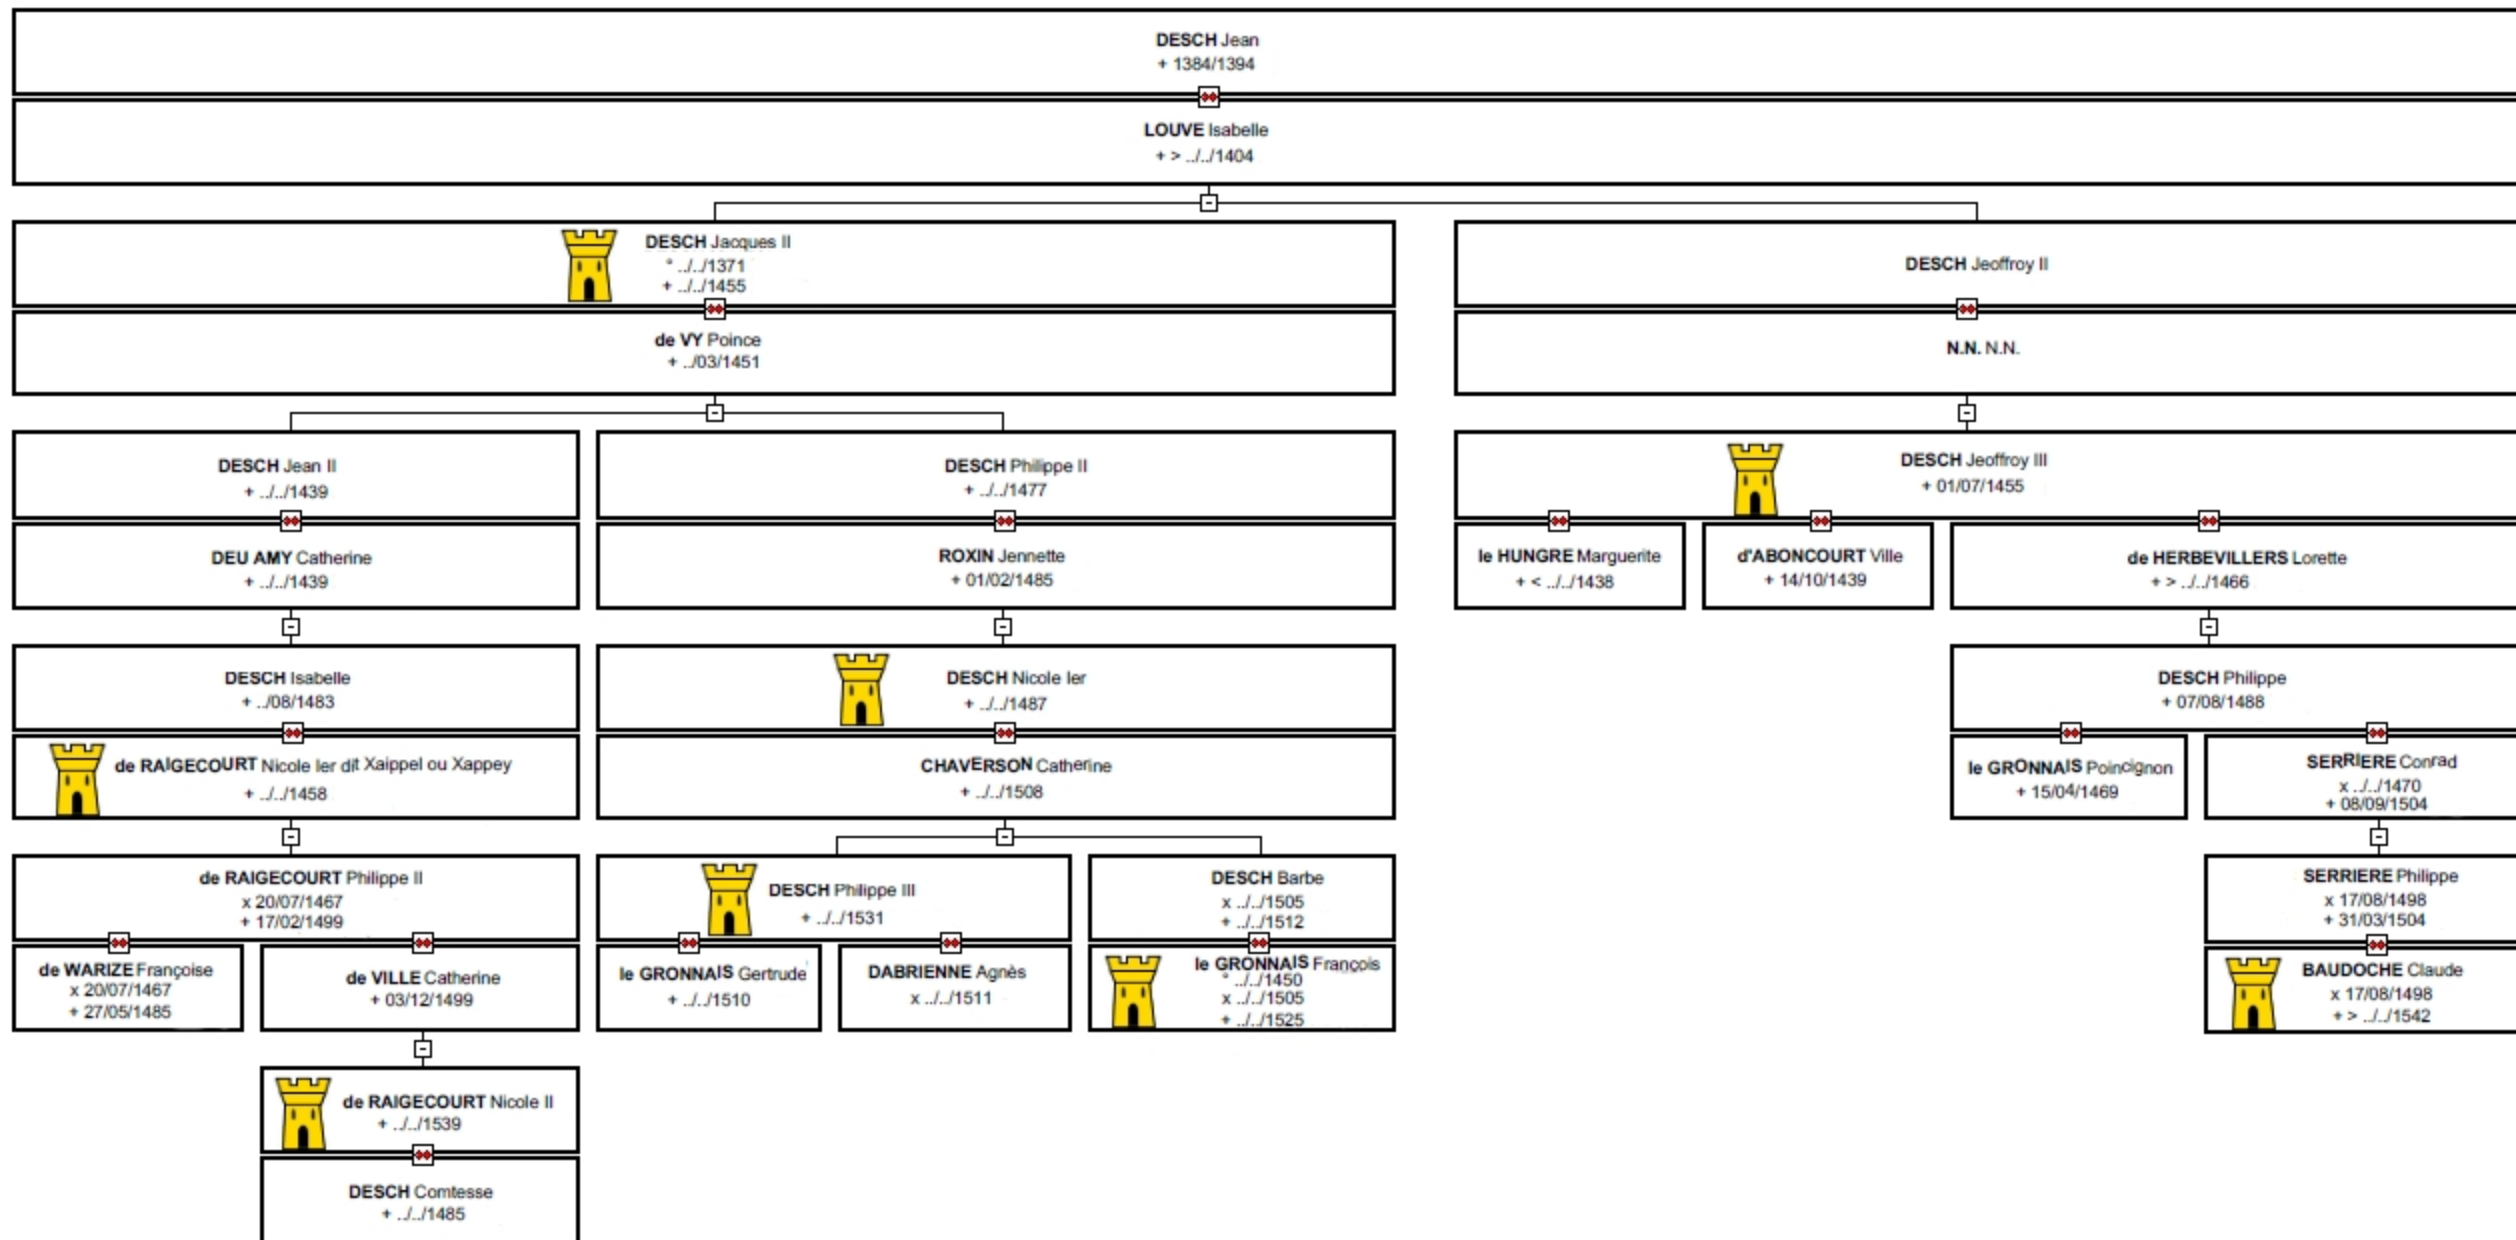 DESCH Jean
+ 1384/1394
LOUVE Isabelle
+ > ../../1404
DESCH Jacques II
° ../../1371
+ ../../1455
de VY Poince
+ ../03/1451
DESCH Jeoffroy II
N.N. N.N.
DESCH Jean II
+ ../../1439
DEU AMY Catherine
+ ../../1439
DESCH Philippe II
+ ../../1477
ROXIN Jennette
+ 01/02/1485
DESCH Jeoffroy III
+ 01/07/1455
le HUNGRE Marguerite
+ < ../../1438
d'ABONCOURT Ville
+ 14/10/1439
de HERBEVILLERS Lorette
+ > ../../1466
DESCH Isabelle
+ ../08/1483
de RAIGECOURT Nicole Ier dit Xaippel ou Xappey
+ ../../1458
DESCH Nicole Ier
+ ../../1487
CHAVERSON Catherine
+ ../../1508
DESCH Philippe
+ 07/08/1488
le GRONNAIS Poincignon
+ 15/04/1469
SERRIERE Conrad
x ../../1470
+ 08/09/1504
de RAIGECOURT Philippe II
x 20/07/1467
+ 17/02/1499
de WARIZE Françoise
x 20/07/1467
+ 27/05/1485
de VILLE Catherine
+ 03/12/1499
DESCH Philippe III
+ ../../1531
le GRONNAIS Gertrude
+ ../../1510
DABRIENNE Agnès
x ../../1511
DESCH Barbe
x ../../1505
+ ../../1512
le GRONNAIS François
° ../../1450
x ../../1505
+ ../../1525
SERRIERE Philippe
x 17/08/1498
+ 31/03/1504
BAUDOCHE Claude
x 17/08/1498
+ > ../../1542
de RAIGECOURT Nicole II
+ ../../1539
DESCH Comtesse
+ ../../1485